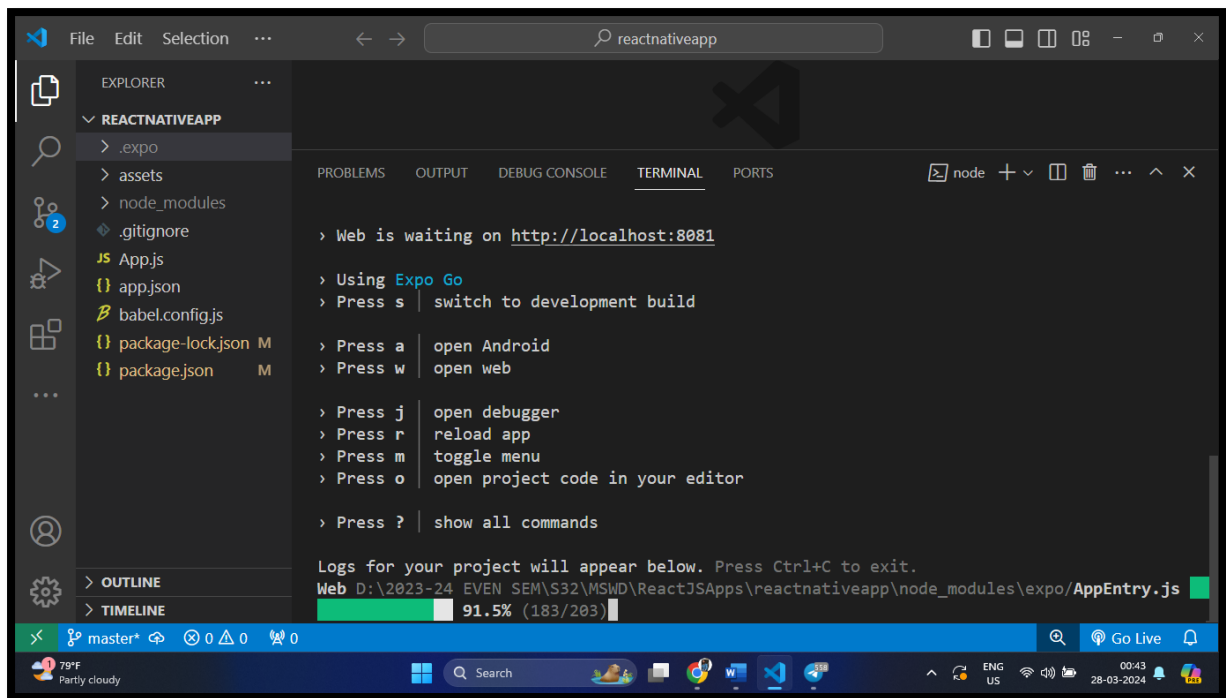 File Edit Selection ···
reactnativeapp
EXPLORER ···
REACTNATIVEAPP
> .expo
> assets
> node_modules
.gitignore
JS App.js
{} app.json
babel.config.js
{} package-lock.json M
{} package.json M
2
> OUTLINE
> TIMELINE
PROBLEMS OUTPUT DEBUG CONSOLE TERMINAL PORTS
node
› Web is waiting on http://localhost:8081
› Using Expo Go
› Press s │ switch to development build
› Press a │ open Android
› Press w │ open web
› Press j │ open debugger
› Press r │ reload app
› Press m │ toggle menu
› Press o │ open project code in your editor
› Press ? │ show all commands
Logs for your project will appear below. Press Ctrl+C to exit.
Web D:\2023-24 EVEN SEM\S32\MSWD\ReactJSApps\reactnativeapp\node_modules\expo/AppEntry.js
91.5% (183/203)
master* 0 0 0 Go Live
1 79°F
Partly cloudy
Search
558
ENG
US
00:43
28-03-2024
PRE